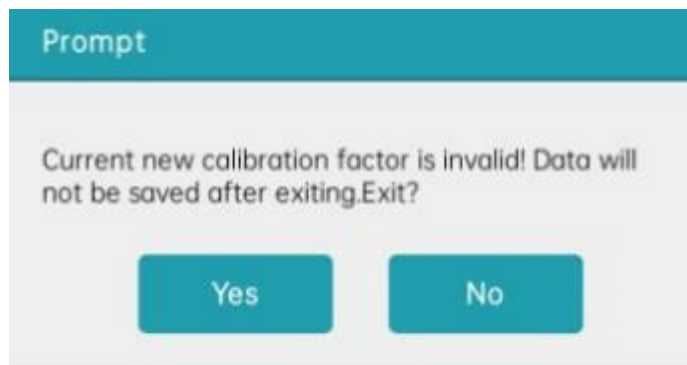 Prompt
Current new calibration factor is invalid! Data will
not be saved after exiting.Exit?
Yes
No